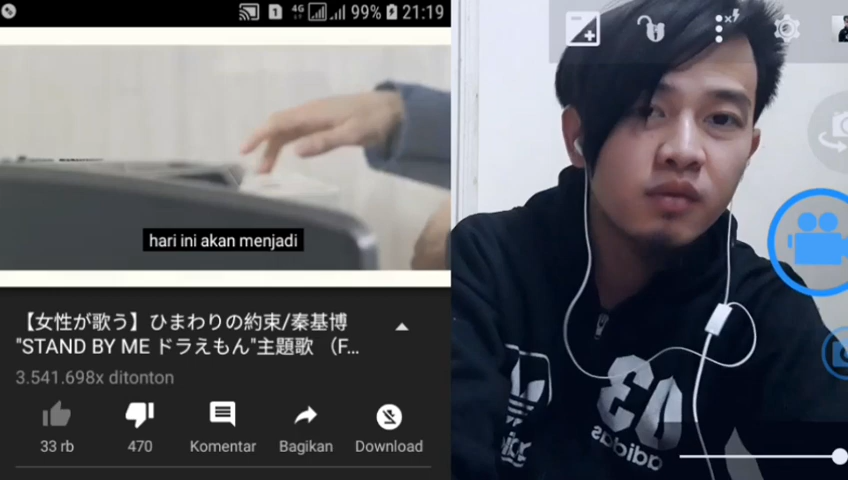 4G 99% 21:19
hari ini akan menjadi
【女性が歌う】ひまわりの約束/秦基博
"STAND BY ME ドラえもん"主題歌 （F...
3.541.698x ditonton
33 rb 470 Komentar Bagikan Download
03
adidas